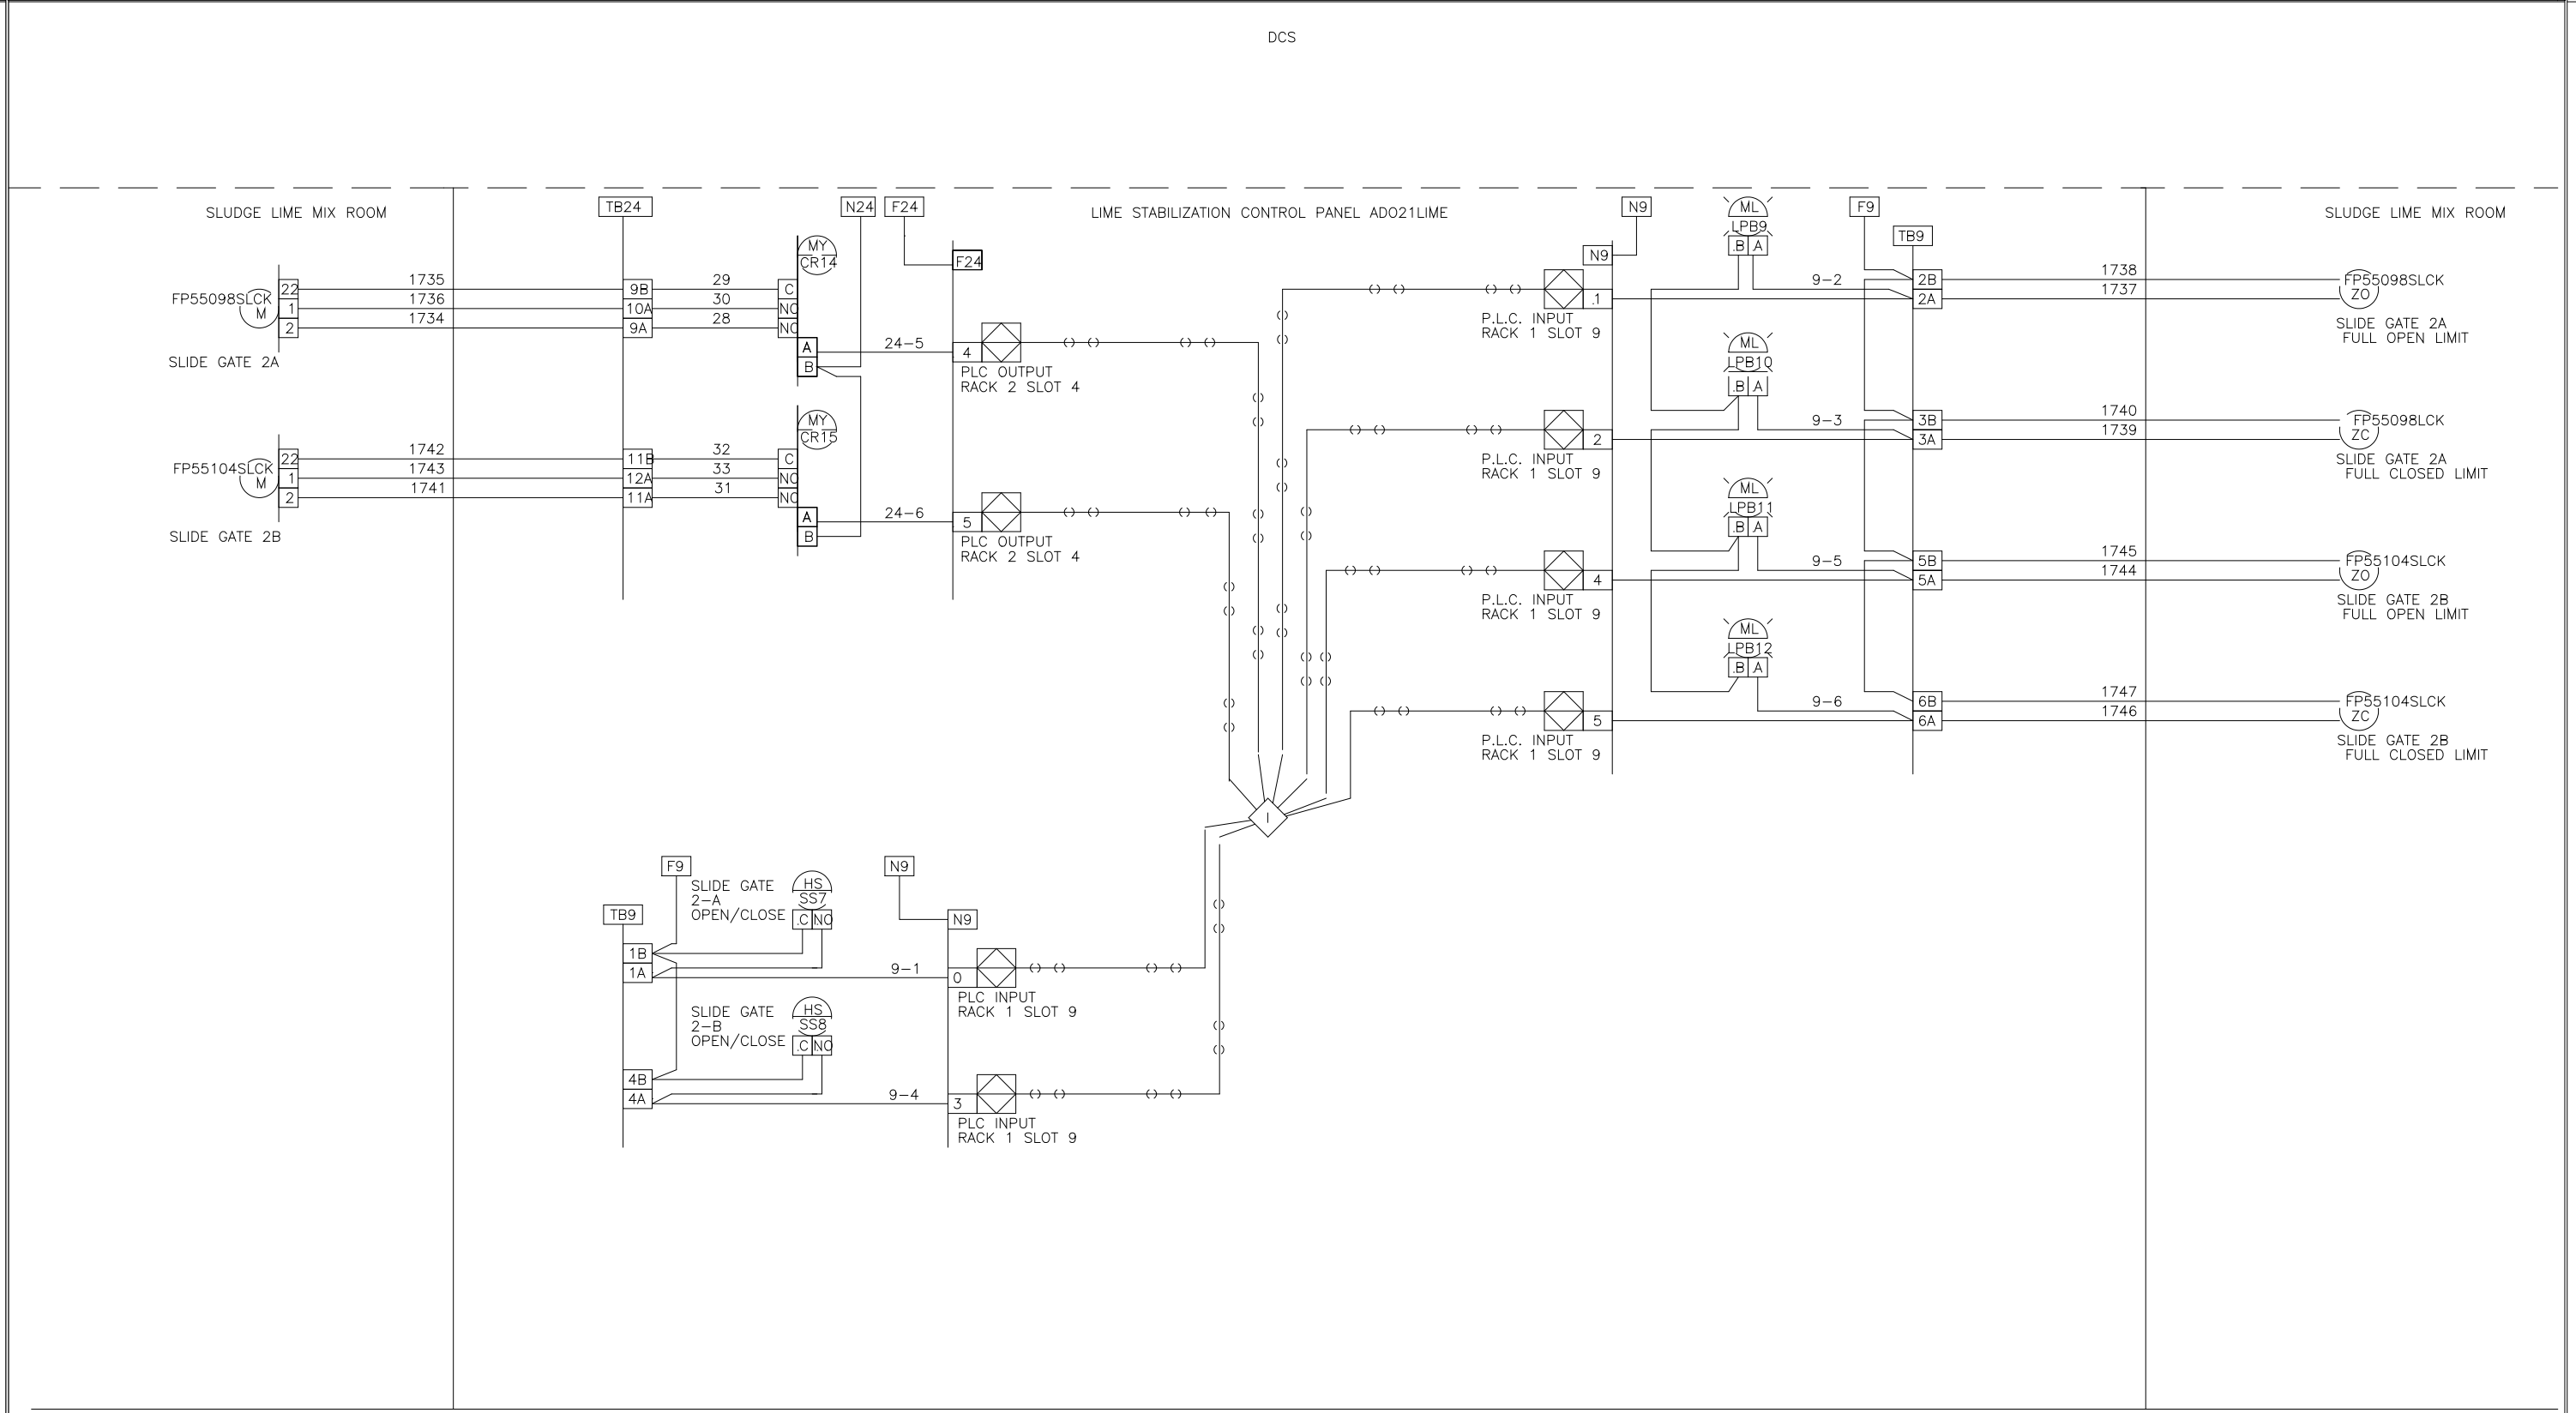 DCS
SLUDGE LIME MIX ROOM
TB24
N24
F24
LIME STABILIZATION CONTROL PANEL ADO21LIME
N9
ML
LPB9
.B A
F9
TB9
SLUDGE LIME MIX ROOM
MY
CR14
F24
N9
FP55098SLCK
M
22
1
2
1735
1736
1734
9B
10A
9A
29
30
28
C
NO
NC
A
B
24-5
4
PLC OUTPUT
RACK 2 SLOT 4
SLIDE GATE 2A
MY
CR15
FP55104SLCK
M
22
1
2
1742
1743
1741
11B
12A
11A
32
33
31
C
NO
NC
A
B
24-6
5
PLC OUTPUT
RACK 2 SLOT 4
SLIDE GATE 2B
.1
P.L.C. INPUT
RACK 1 SLOT 9
9-2
2B
2A
1738
1737
FP55098SLCK
ZO
SLIDE GATE 2A
FULL OPEN LIMIT
ML
LPB10
.B A
2
P.L.C. INPUT
RACK 1 SLOT 9
9-3
3B
3A
1740
1739
FP55098LCK
ZC
SLIDE GATE 2A
FULL CLOSED LIMIT
ML
LPB11
.B A
4
P.L.C. INPUT
RACK 1 SLOT 9
9-5
5B
5A
1745
1744
FP55104SLCK
ZO
SLIDE GATE 2B
FULL OPEN LIMIT
ML
LPB12
.B A
5
P.L.C. INPUT
RACK 1 SLOT 9
9-6
6B
6A
1747
1746
FP55104SLCK
ZC
SLIDE GATE 2B
FULL CLOSED LIMIT
I
F9
N9
TB9
SLIDE GATE
2-A
OPEN/CLOSE
HS
SS7
.C NO
N9
1B
1A
9-1
0
PLC INPUT
RACK 1 SLOT 9
SLIDE GATE
2-B
OPEN/CLOSE
HS
SS8
.C NO
4B
4A
9-4
3
PLC INPUT
RACK 1 SLOT 9